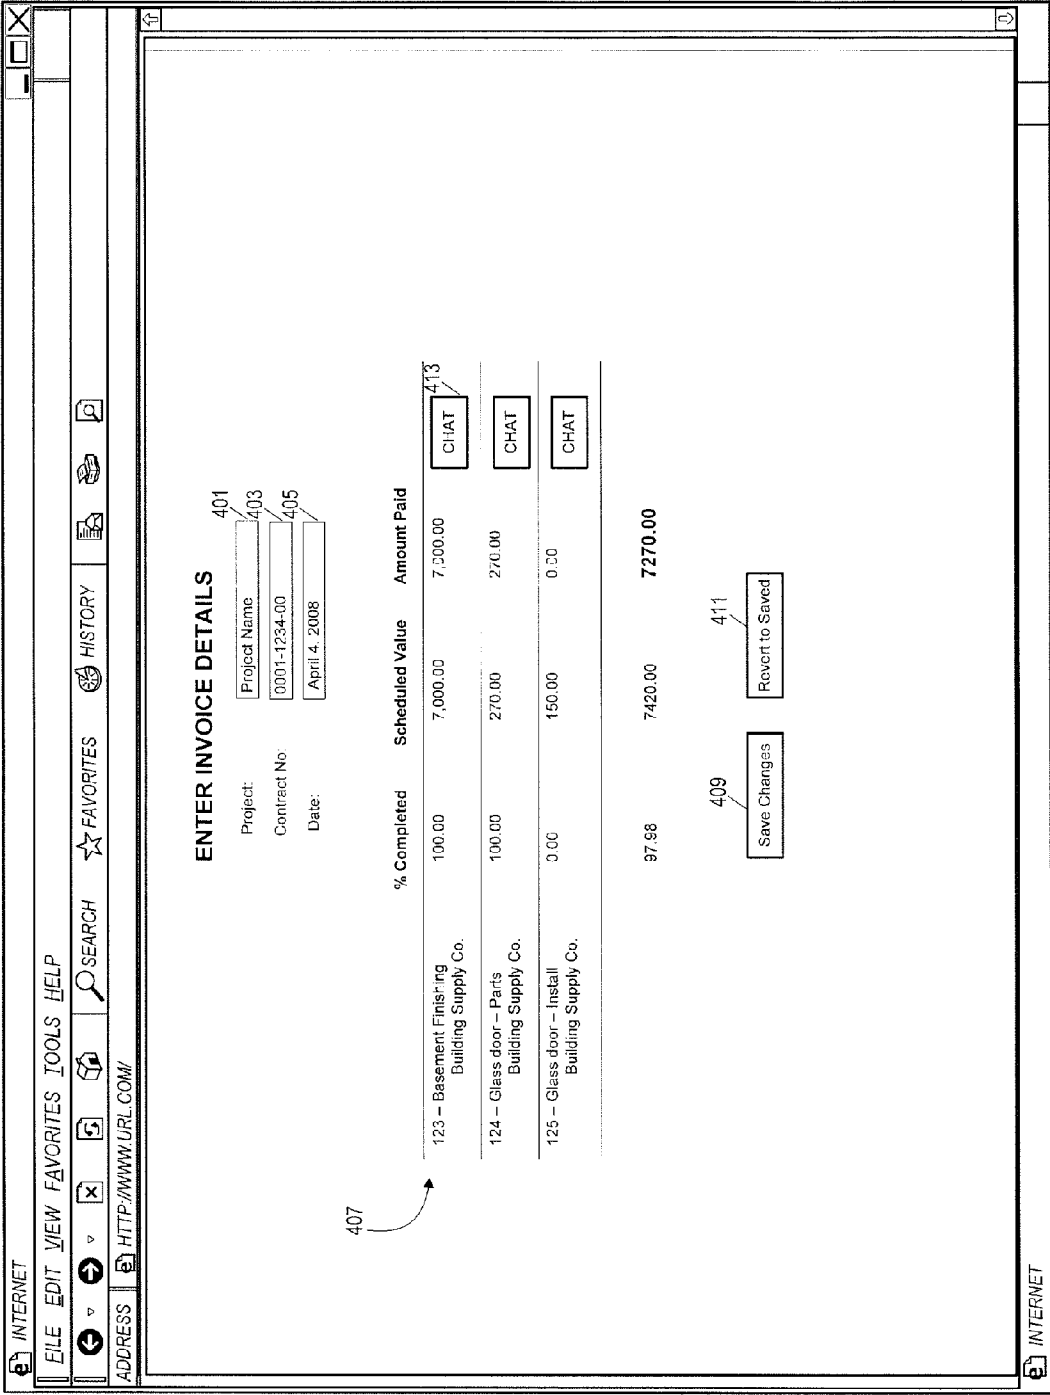 INTERNET
FILE EDIT VIEW FAVORITES TOOLS HELP
SEARCH FAVORITES HISTORY
ADDRESS HTTP://WWW.URL.COM/
ENTER INVOICE DETAILS
Project: Project Name 401
Contract No: 0001-1234-00 403
Date: April 4, 2008 405
407
% Completed Scheduled Value Amount Paid
123 – Basement Finishing 100.00 7,000.00 7,000.00 CHAT 413
Building Supply Co.
124 – Glass door – Parts 100.00 270.00 270.00 CHAT
Building Supply Co.
125 – Glass door – Install 0.00 150.00 0.00 CHAT
Building Supply Co.
97.98 7420.00 7270.00
409 411
Save Changes Revert to Saved
INTERNET